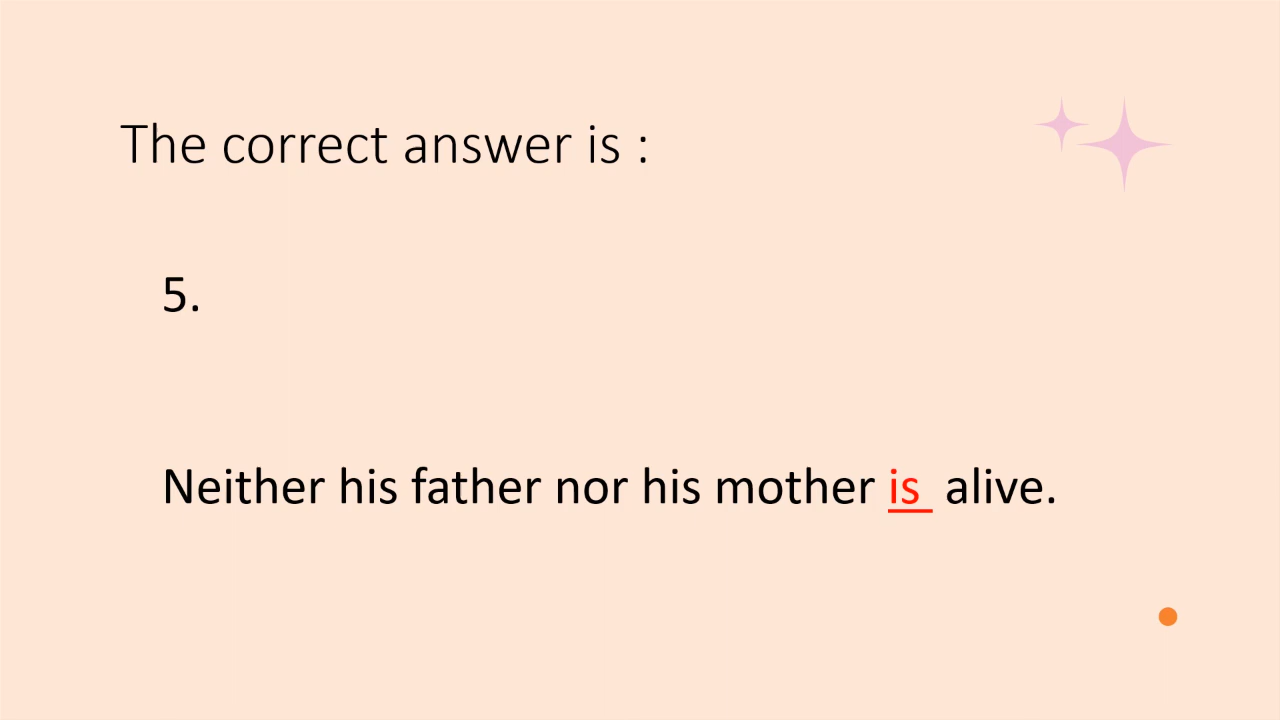 The correct answer is :
5.
Neither his father nor his mother is alive.